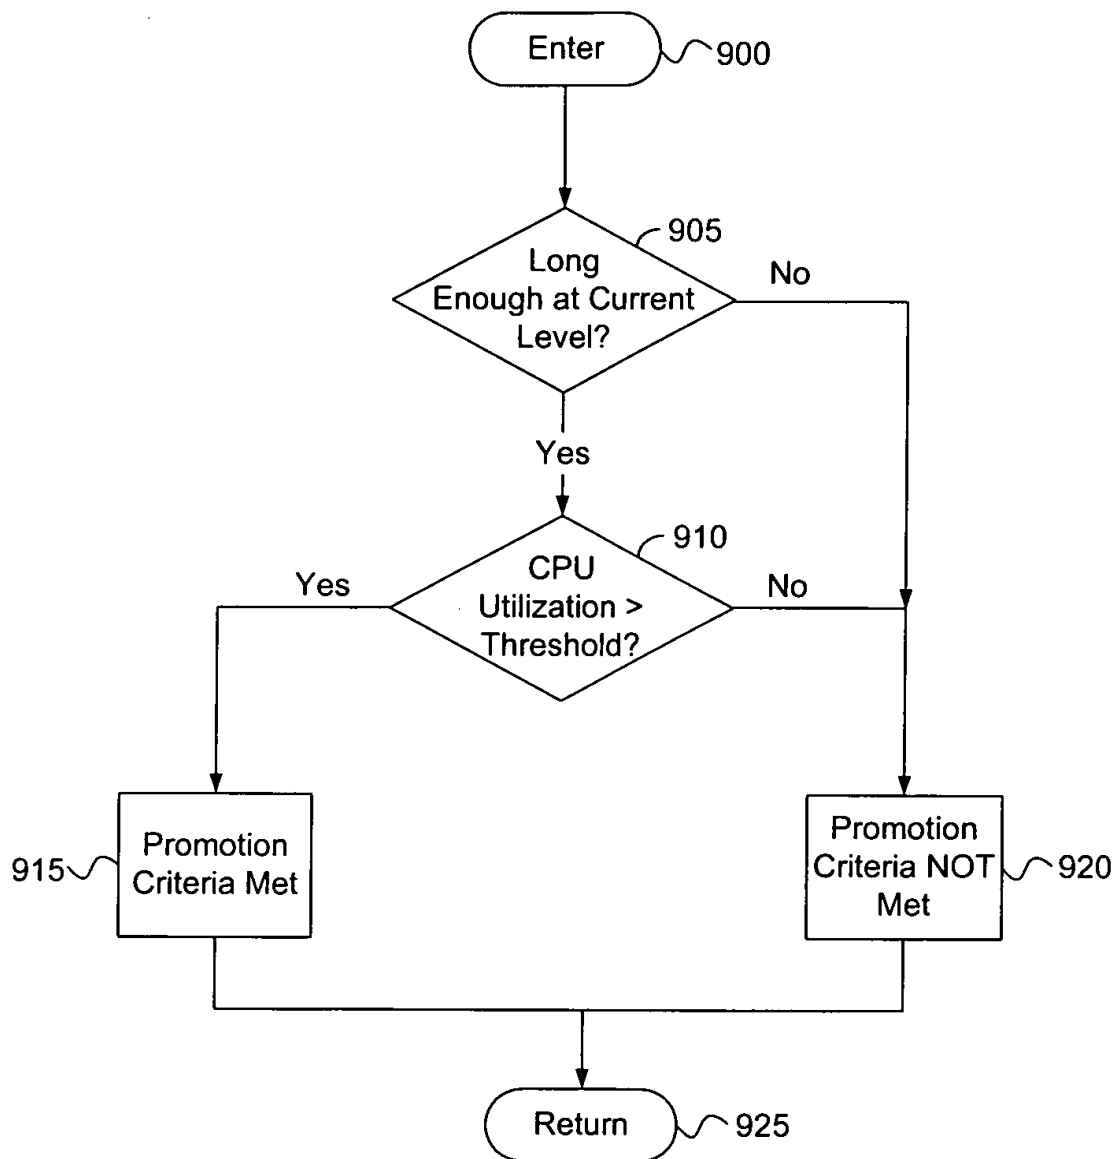 Enter
900
905
Long
Enough at Current
Level?
No
Yes
910
CPU
Utilization >
Threshold?
Yes
No
Promotion
Criteria Met
915
Promotion
Criteria NOT
Met
920
Return
925